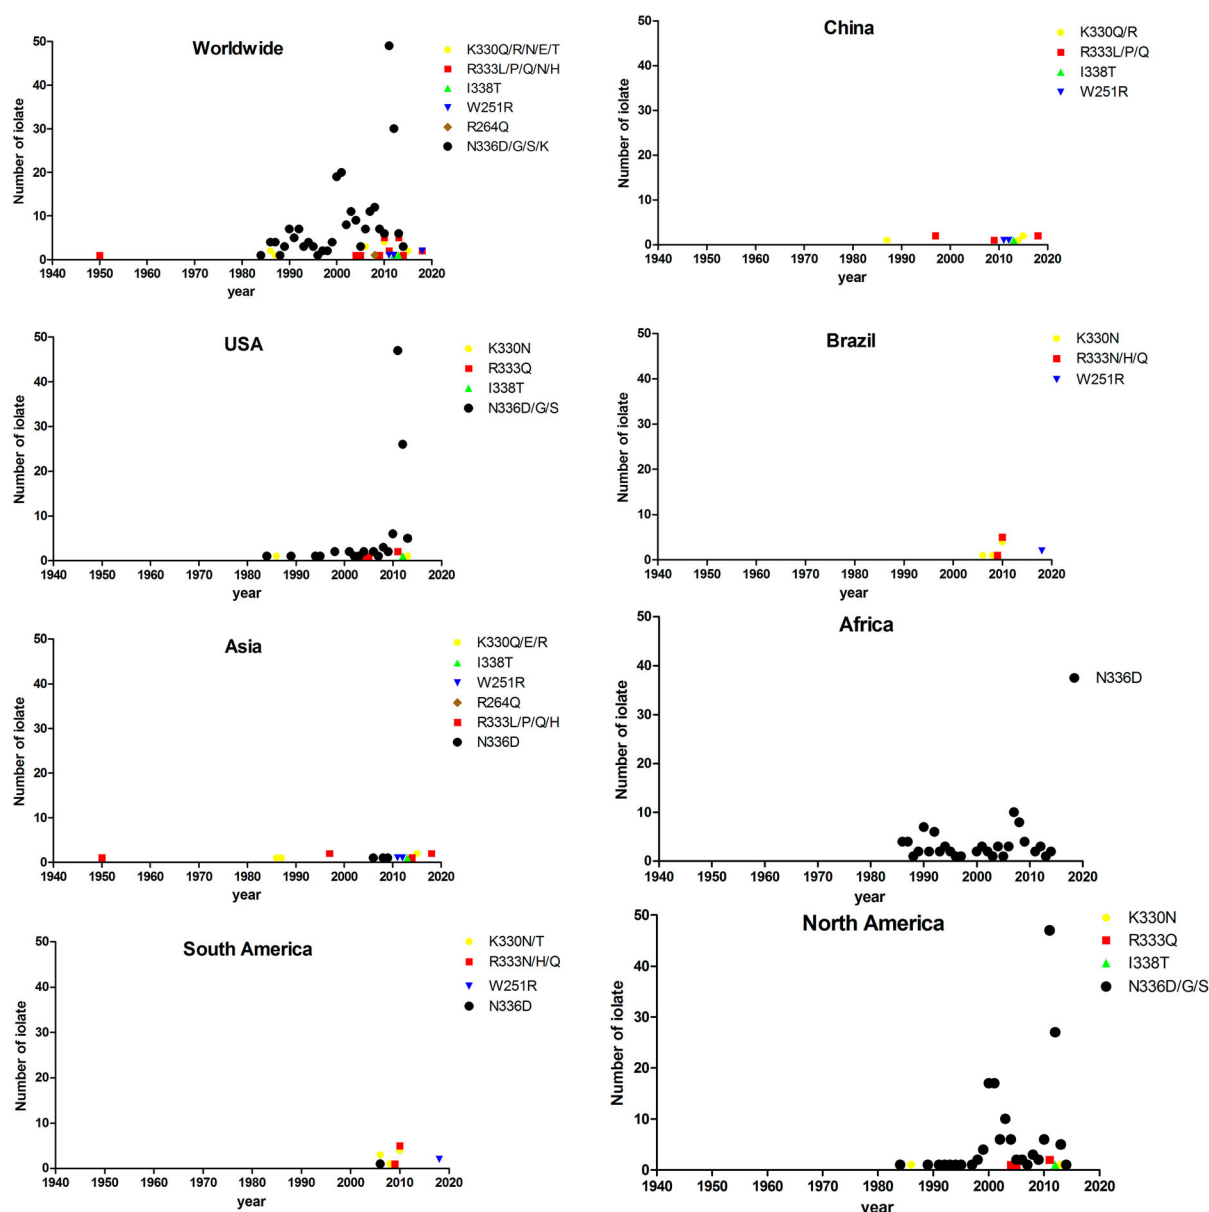 Worldwide
Number of iolate
50
40
30
20
10
0
1940 1950 1960 1970 1980 1990 2000 2010 2020
year
K330Q/R/N/E/T
R333L/P/Q/N/H
I338T
W251R
R264Q
N336D/G/S/K
China
Number of iolate
50
40
30
20
10
0
1940 1950 1960 1970 1980 1990 2000 2010 2020
year
K330Q/R
R333L/P/Q
I338T
W251R
USA
Number of iolate
50
40
30
20
10
0
1940 1950 1960 1970 1980 1990 2000 2010 2020
year
K330N
R333Q
I338T
N336D/G/S
Brazil
Number of iolate
50
40
30
20
10
0
1940 1950 1960 1970 1980 1990 2000 2010 2020
year
K330N
R333N/H/Q
W251R
Asia
Number of iolate
50
40
30
20
10
0
1940 1950 1960 1970 1980 1990 2000 2010 2020
year
K330Q/E/R
I338T
W251R
R264Q
R333L/P/Q/H
N336D
Africa
Number of iolate
50
40
30
20
10
0
1940 1950 1960 1970 1980 1990 2000 2010 2020
year
N336D
South America
Number of iolate
50
40
30
20
10
0
1940 1950 1960 1970 1980 1990 2000 2010 2020
year
K330N/T
R333N/H/Q
W251R
N336D
North America
Number of iolate
50
40
30
20
10
0
1940 1950 1960 1970 1980 1990 2000 2010 2020
year
K330N
R333Q
I338T
N336D/G/S